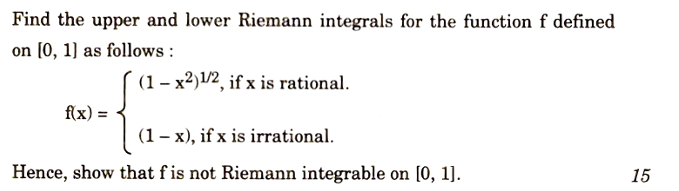 Find the upper and lower Riemann integrals for the function f defined
on [0, 1] as follows :
(1 – x²)^1/2, if x is rational.
f(x) =
(1 – x), if x is irrational.
Hence, show that f is not Riemann integrable on [0, 1]. 15